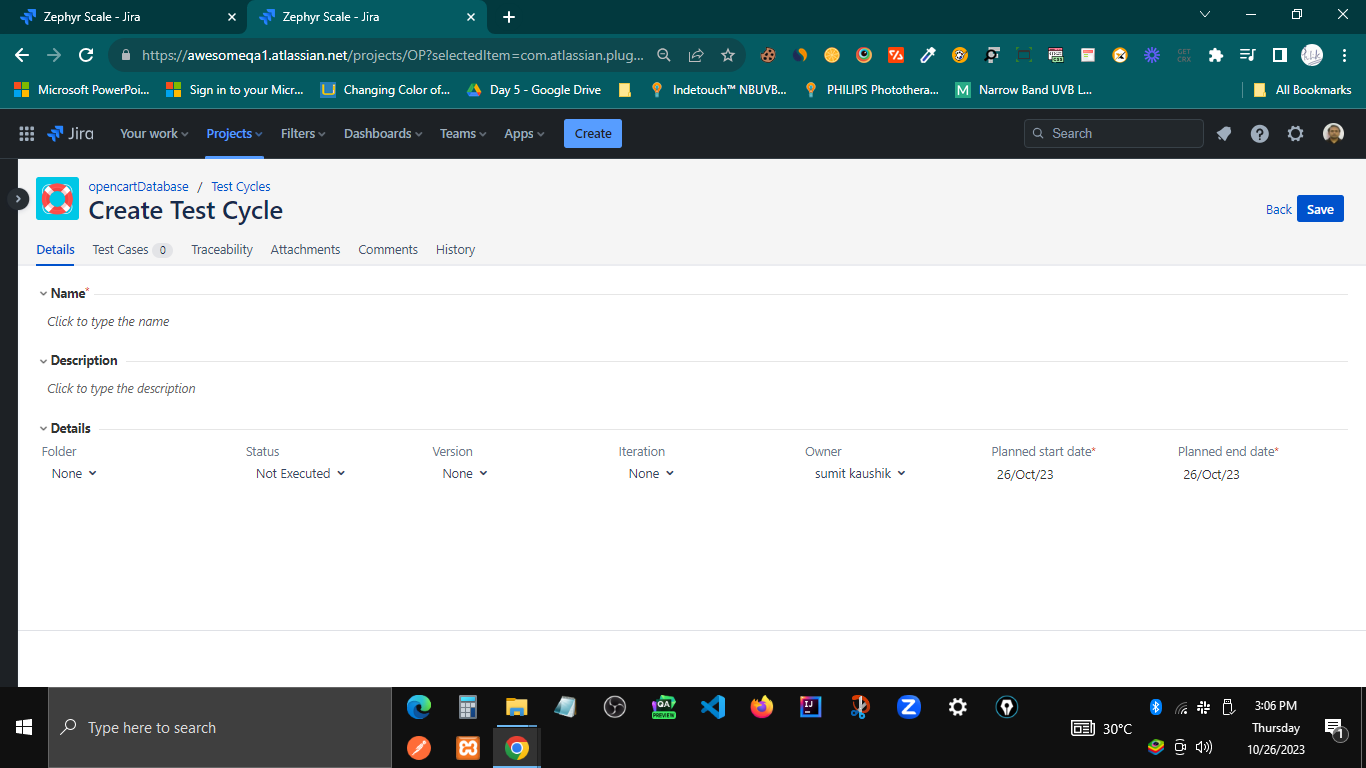 Zephyr Scale - Jira
Zephyr Scale - Jira
https://awesomeqa1.atlassian.net/projects/OP?selectedItem=com.atlassian.plug...
GET CRX
Microsoft PowerPoi...
Sign in to your Micr...
Changing Color of...
Day 5 - Google Drive
Indetouch™ NBUVB...
PHILIPS Photothera...
Narrow Band UVB L...
All Bookmarks
Jira
Your work
Projects
Filters
Dashboards
Teams
Apps
Create
Search
opencartDatabase / Test Cycles
Create Test Cycle
Back
Save
Details
Test Cases 0
Traceability
Attachments
Comments
History
Name*
Click to type the name
Description
Click to type the description
Details
Folder
Status
Version
Iteration
Owner
Planned start date*
Planned end date*
None
Not Executed
None
None
sumit kaushik
26/Oct/23
26/Oct/23
Type here to search
30°C
3:06 PM
Thursday
10/26/2023
1